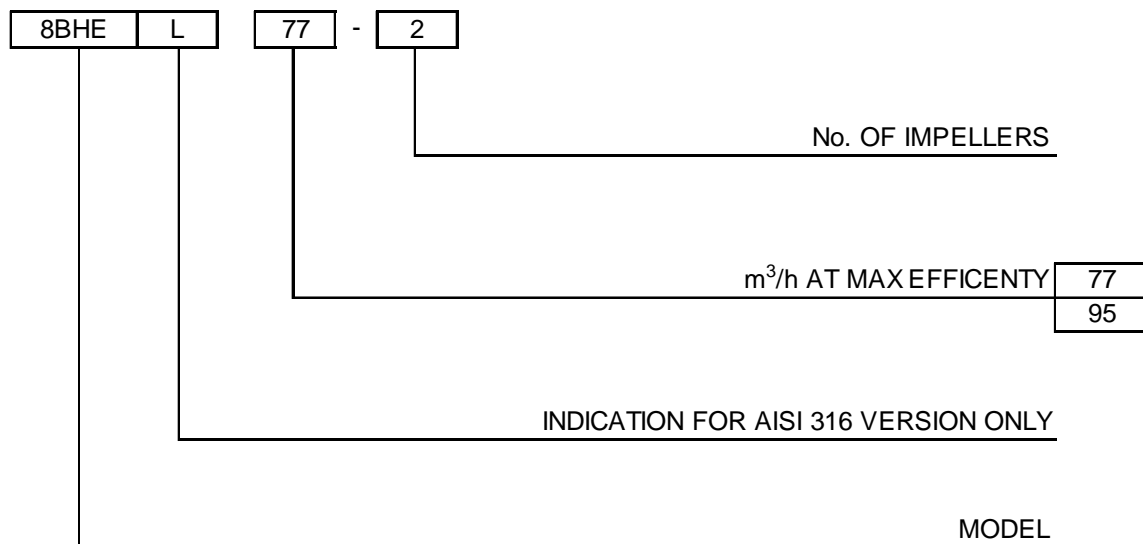 8BHE L 77 - 2
No. OF IMPELLERS
m³/h AT MAX EFFICENTY 77
95
INDICATION FOR AISI 316 VERSION ONLY
MODEL